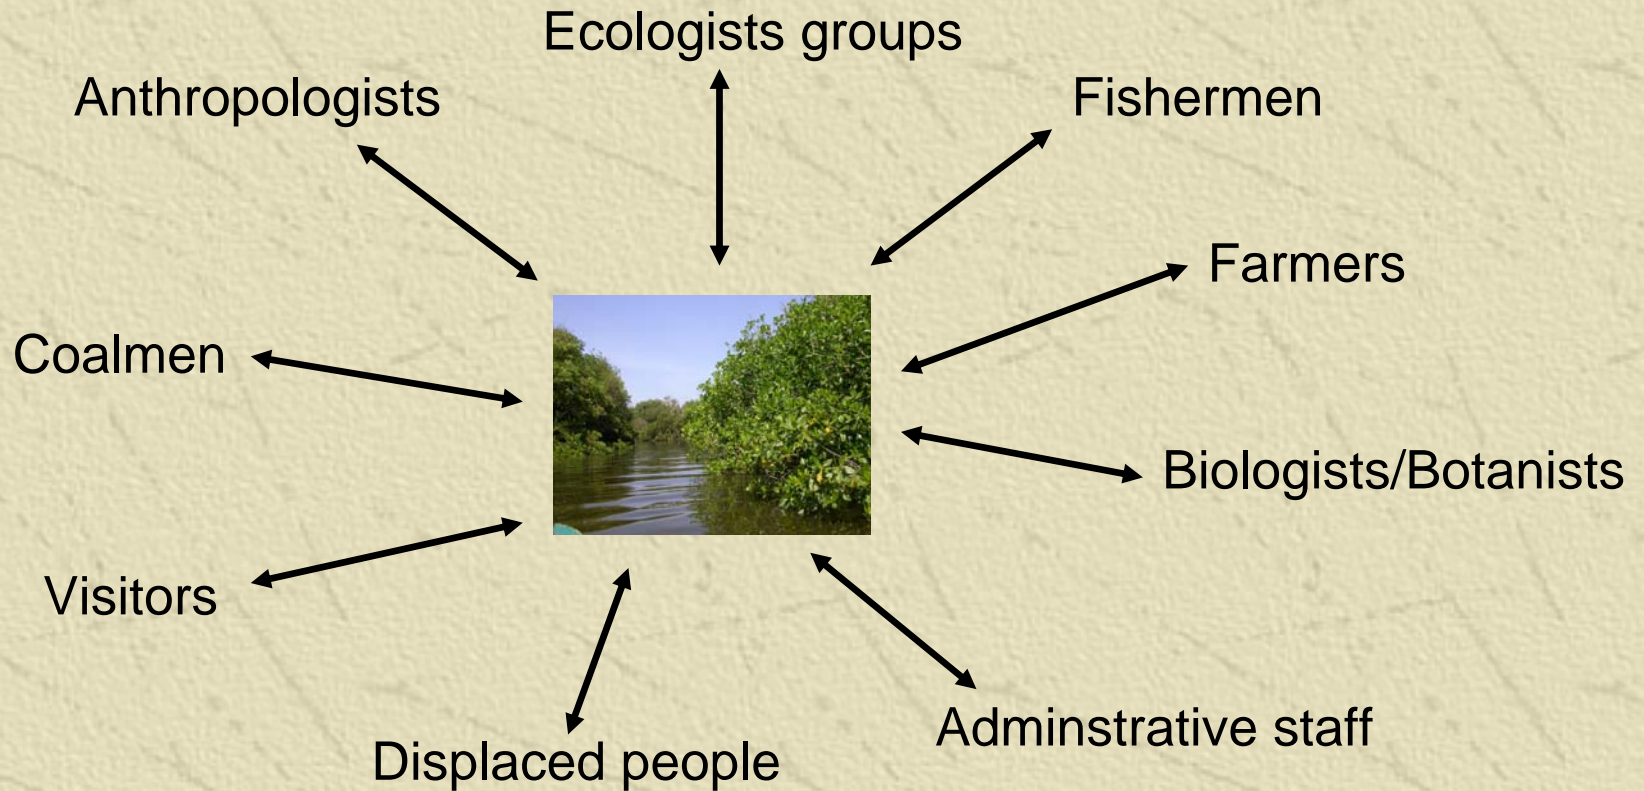 Ecologists groups
Anthropologists
Fishermen
Farmers
Coalmen
Biologists/Botanists
Visitors
Adminstrative staff
Displaced people